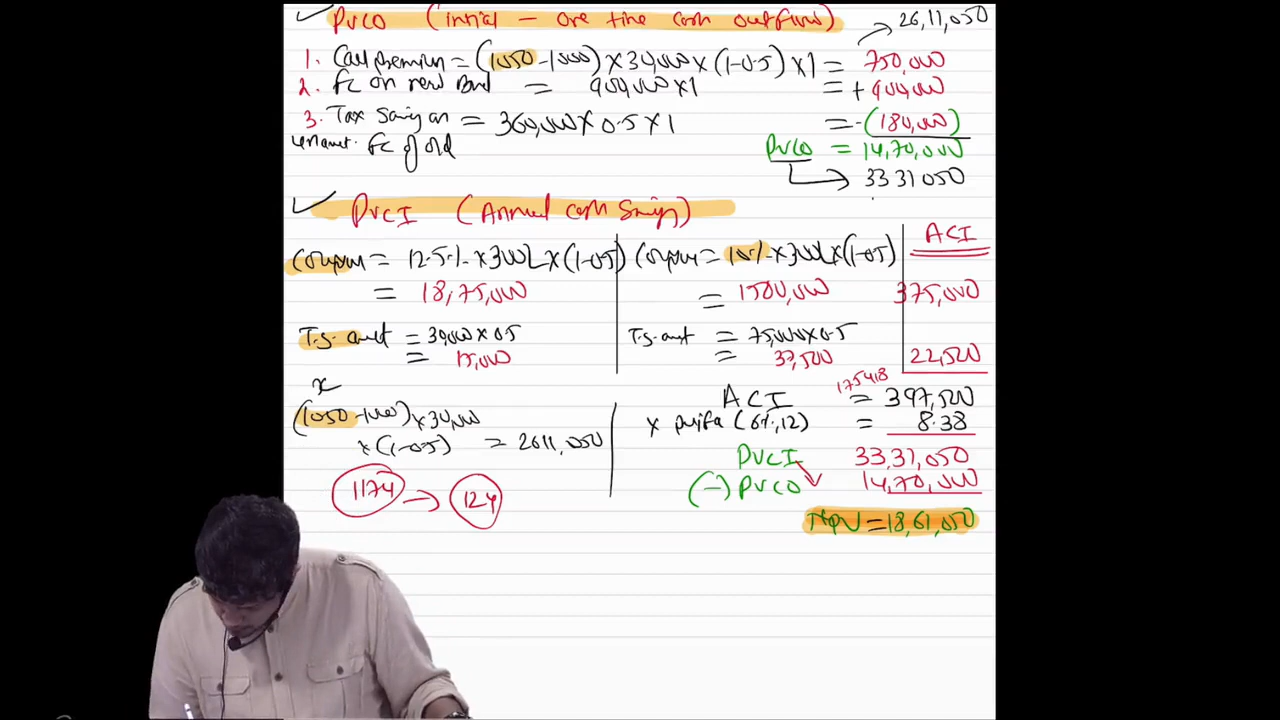 ✓ PVCO (initial - one time cash outflow) → 26,11,050
1. Call premium = (1050-1000) × 30,000 × (1-0.5) × 1 = 750,000
2. FC on new Bond = 900,000 × 1 = + 900,000
3. Tax Saving on = 360,000 × 0.5 × 1 = -(180,000)
unamort. FC of old
PVCO = 14,70,000
→ 33 31 050
✓ PVCI (Annual cash Savings)
ACI
Coupon = 12.5% × 300L × (1-0.5)
= 18,75,000
Coupon = 10% × 300L × (1-0.5)
= 1500,000
375,000
T.S. amt = 30,000 × 0.5
= 15,000
T.S. amt = 75,000 × 0.5
= 37,500
22,500
x
(1050-1000) × 30,000
× (1-0.5) = 2611,050
1174 → 124
175418
ACI = 397,500
× pvifa (6%,12) = 8.38
PVCI 33,31,050
(-) PVCO 14,70,000
NPV = 18,61,050